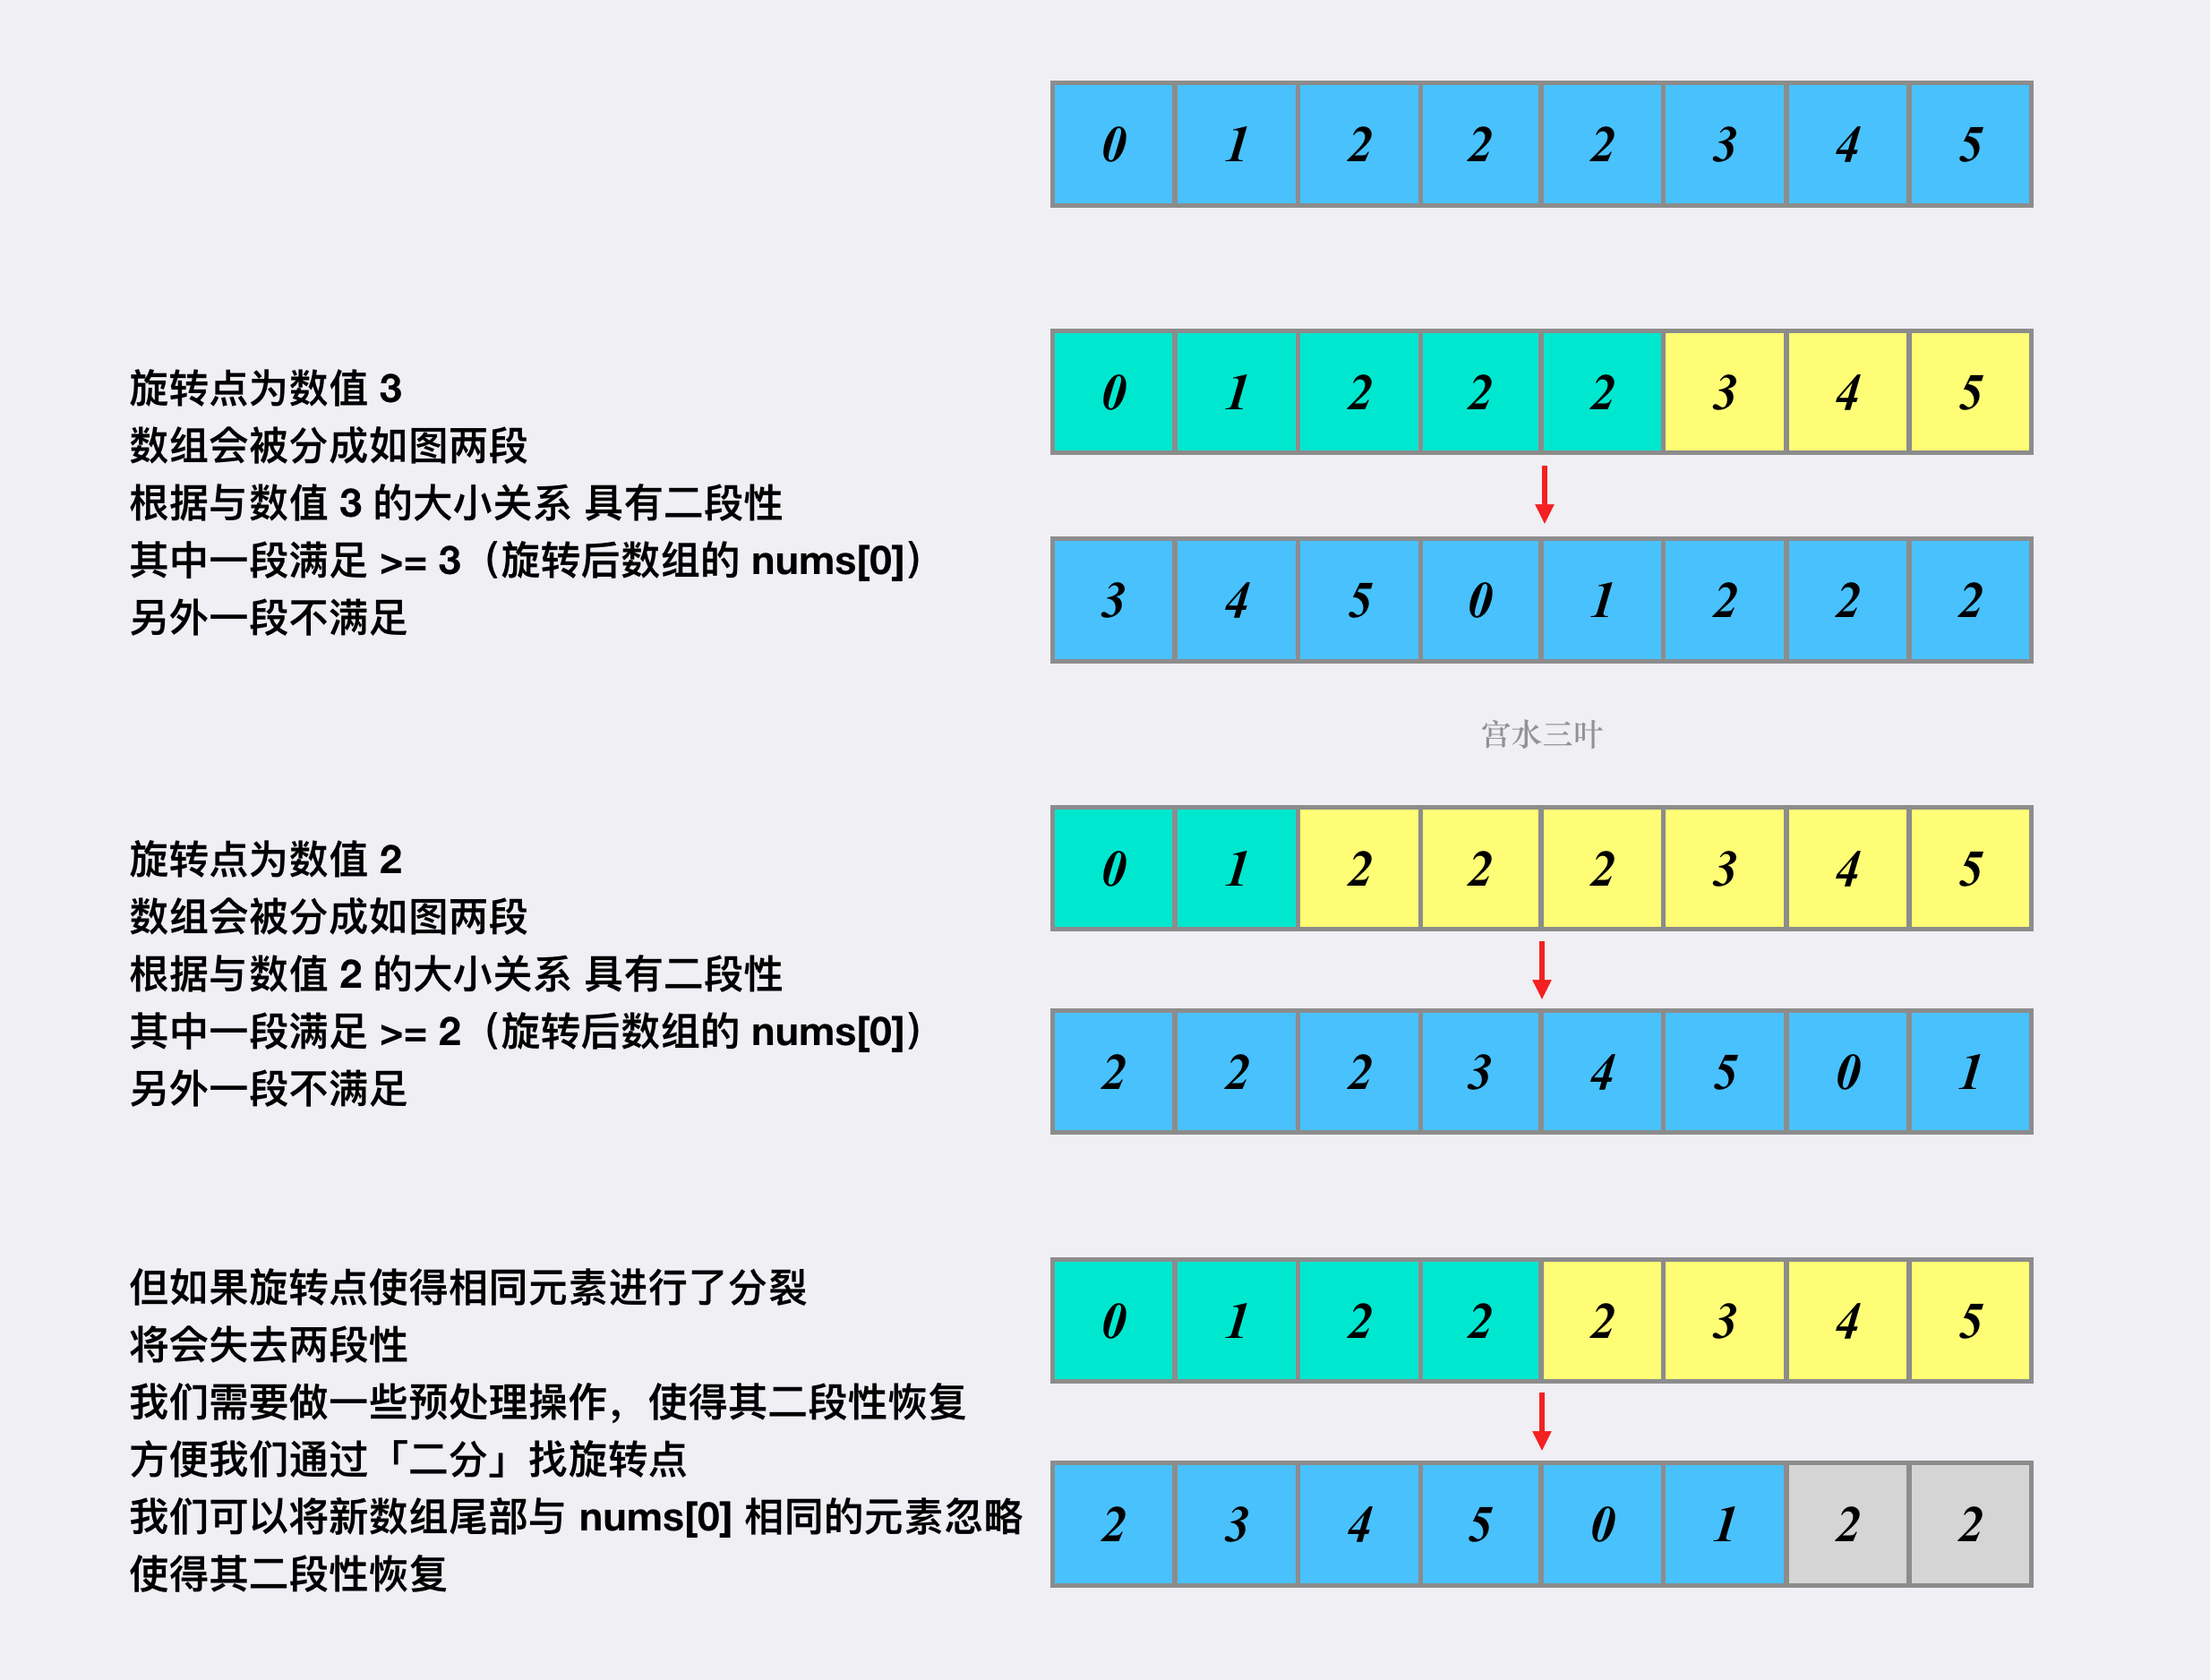 0 1 2 2 2 3 4 5
旋转点为数值 3
数组会被分成如图两段
根据与数值 3 的大小关系 具有二段性
其中一段满足 >= 3（旋转后数组的 nums[0]）
另外一段不满足
0 1 2 2 2 3 4 5
3 4 5 0 1 2 2 2
宫水三叶
旋转点为数值 2
数组会被分成如图两段
根据与数值 2 的大小关系 具有二段性
其中一段满足 >= 2（旋转后数组的 nums[0]）
另外一段不满足
0 1 2 2 2 3 4 5
2 2 2 3 4 5 0 1
但如果旋转点使得相同元素进行了分裂
将会失去两段性
我们需要做一些预处理操作，使得其二段性恢复
方便我们通过「二分」找旋转点
我们可以将新数组尾部与 nums[0] 相同的元素忽略
使得其二段性恢复
0 1 2 2 2 3 4 5
2 3 4 5 0 1 2 2